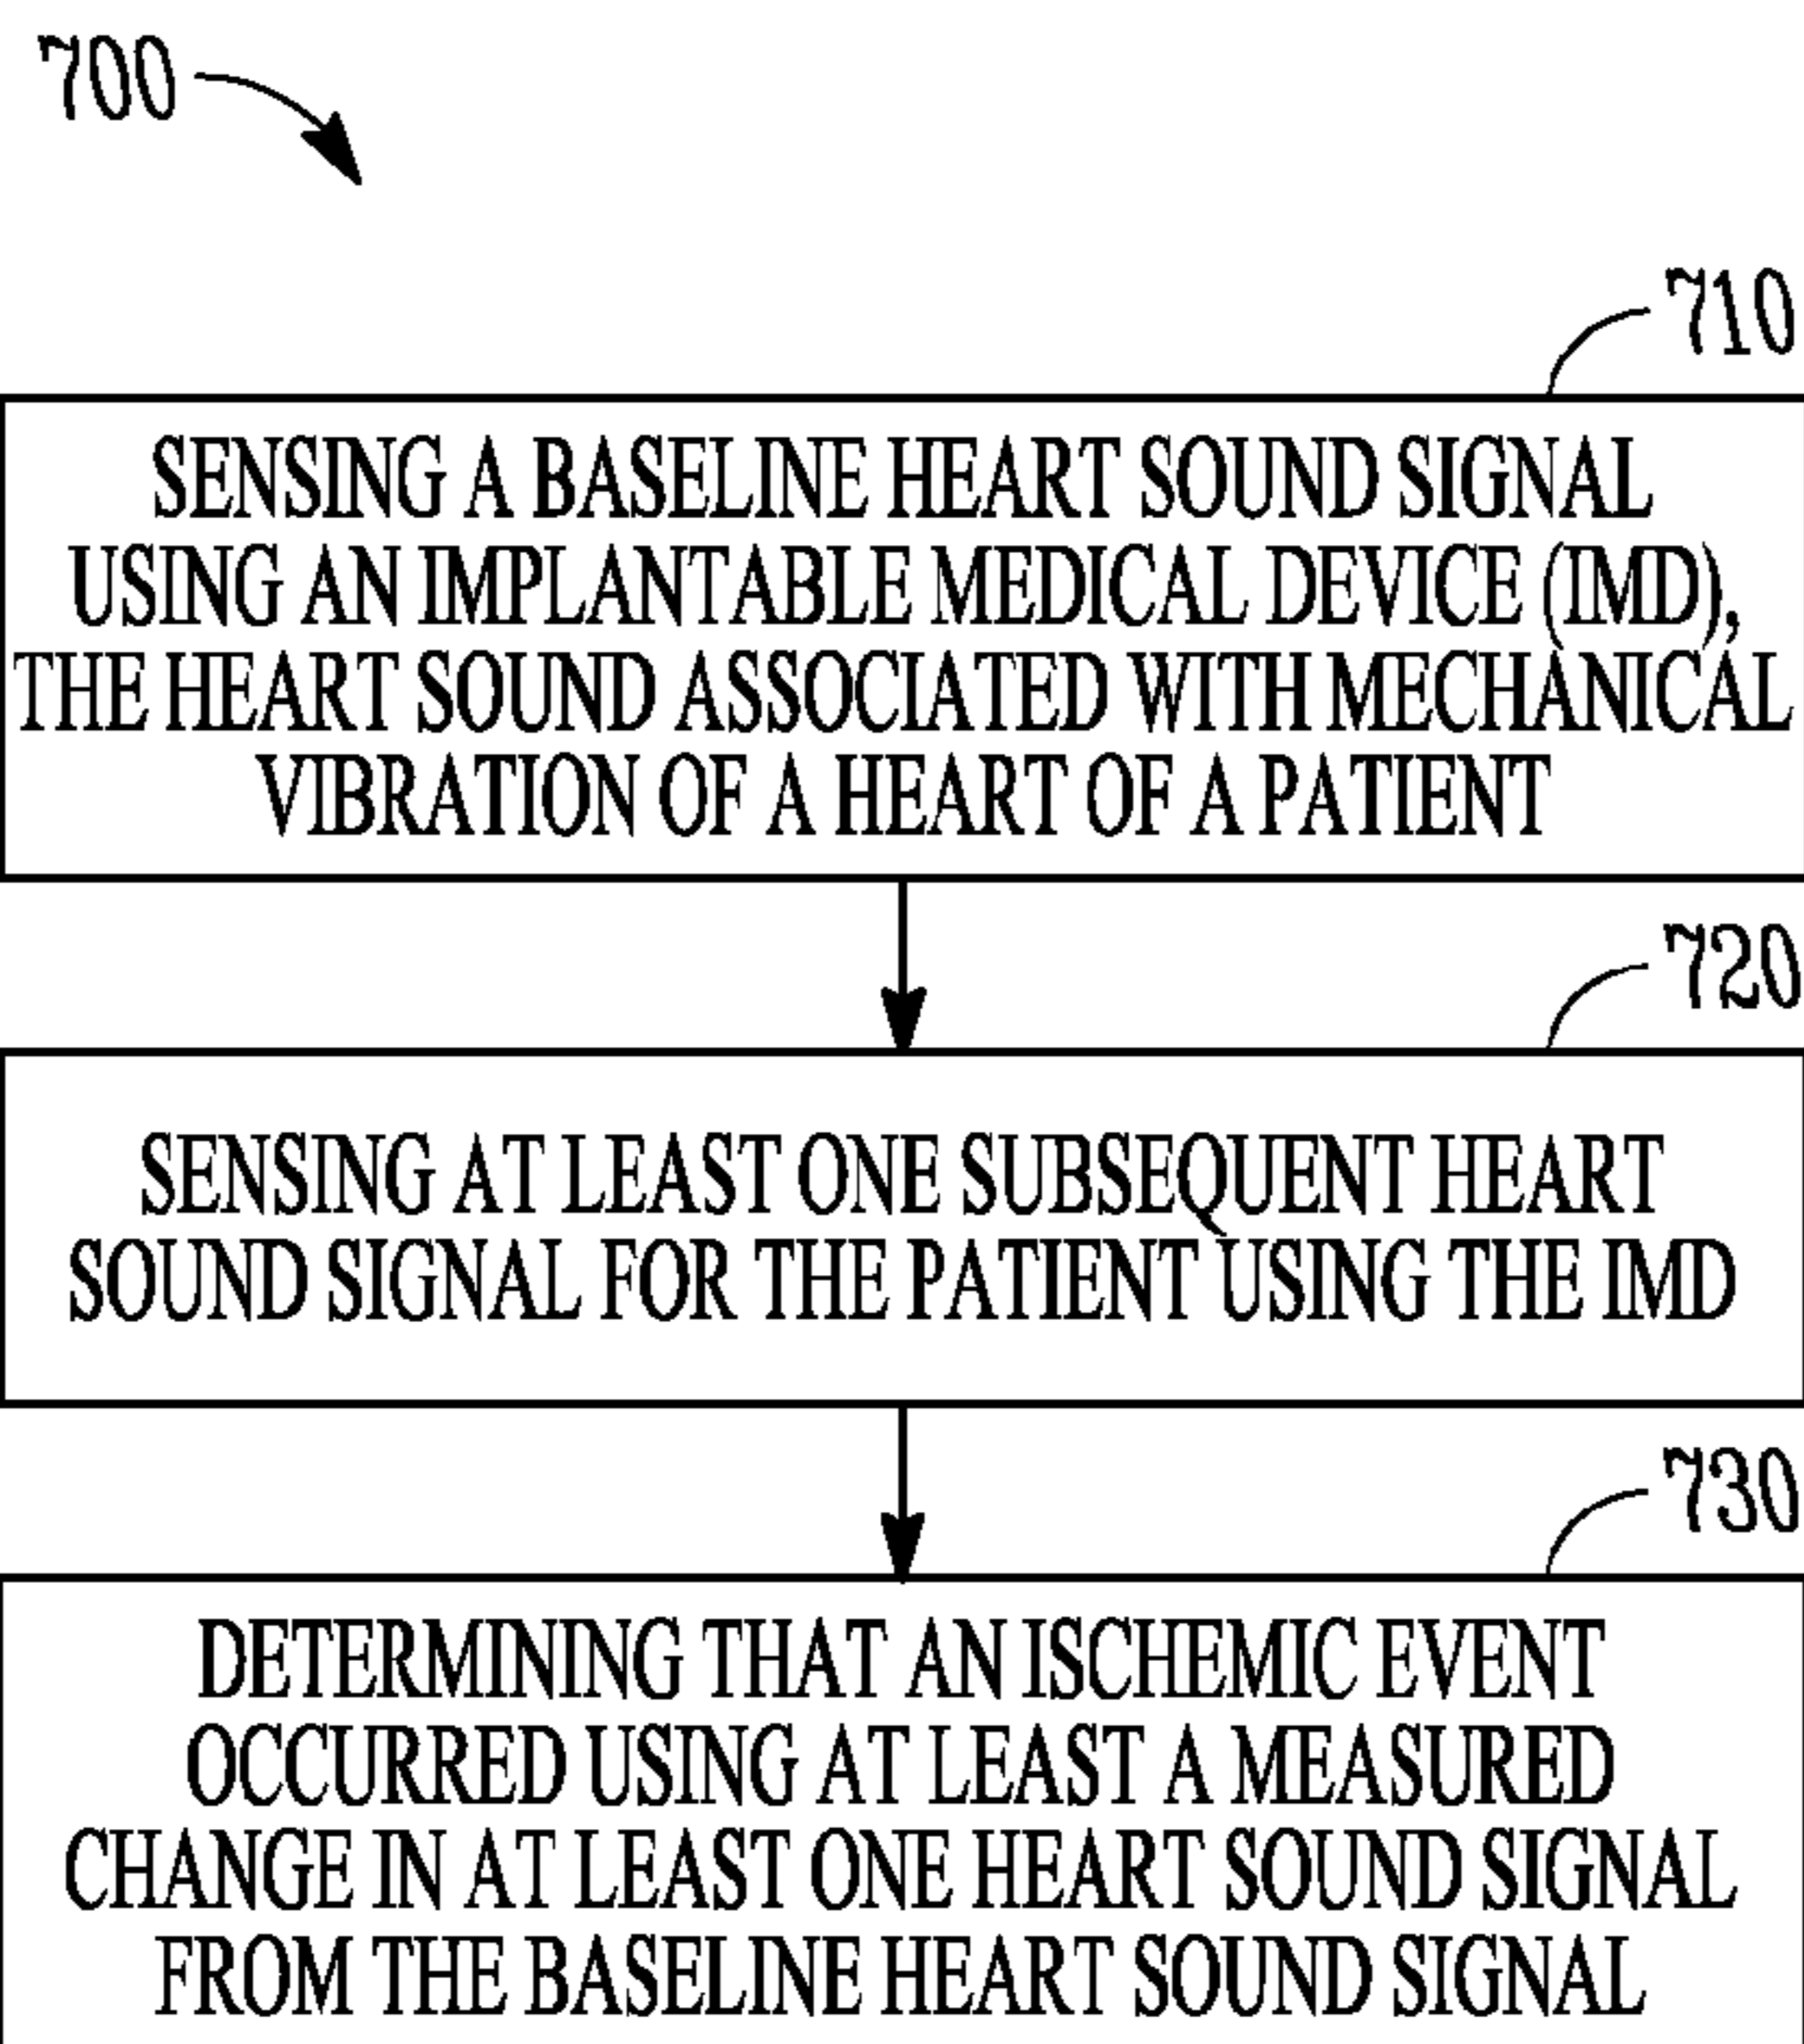 700
710
SENSING A BASELINE HEART SOUND SIGNAL
USING AN IMPLANTABLE MEDICAL DEVICE (IMD),
THE HEART SOUND ASSOCIATED WITH MECHANICAL
VIBRATION OF A HEART OF A PATIENT
720
SENSING AT LEAST ONE SUBSEQUENT HEART
SOUND SIGNAL FOR THE PATIENT USING THE IMD
730
DETERMINING THAT AN ISCHEMIC EVENT
OCCURRED USING AT LEAST A MEASURED
CHANGE IN AT LEAST ONE HEART SOUND SIGNAL
FROM THE BASELINE HEART SOUND SIGNAL